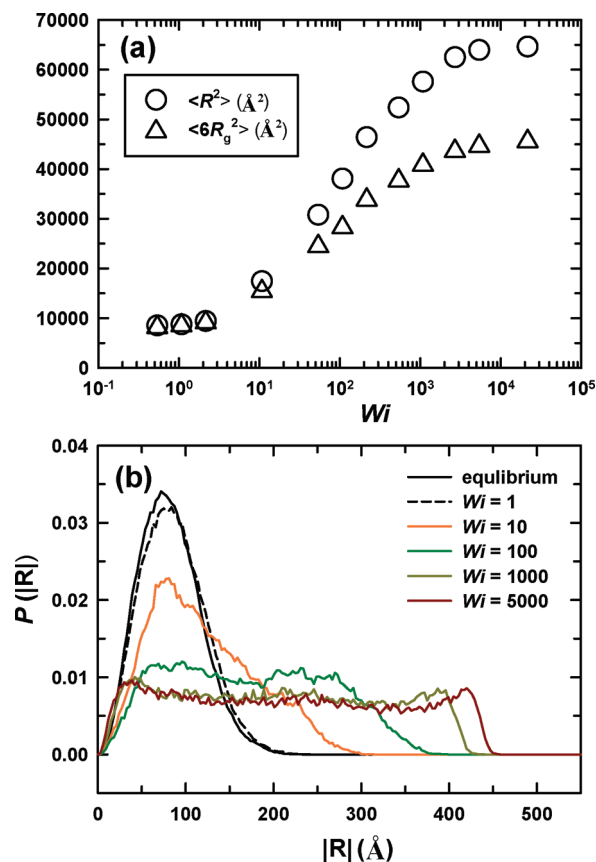 (a)
70000
60000
50000
40000
30000
20000
10000
0
<R²> (Å²)
<6R_g²> (Å²)
10⁻¹ 10⁰ 10¹ 10² 10³ 10⁴ 10⁵
Wi
(b)
0.04
0.03
0.02
0.01
0.00
P (|R|)
equlibrium
Wi = 1
Wi = 10
Wi = 100
Wi = 1000
Wi = 5000
0 100 200 300 400 500
|R| (Å)